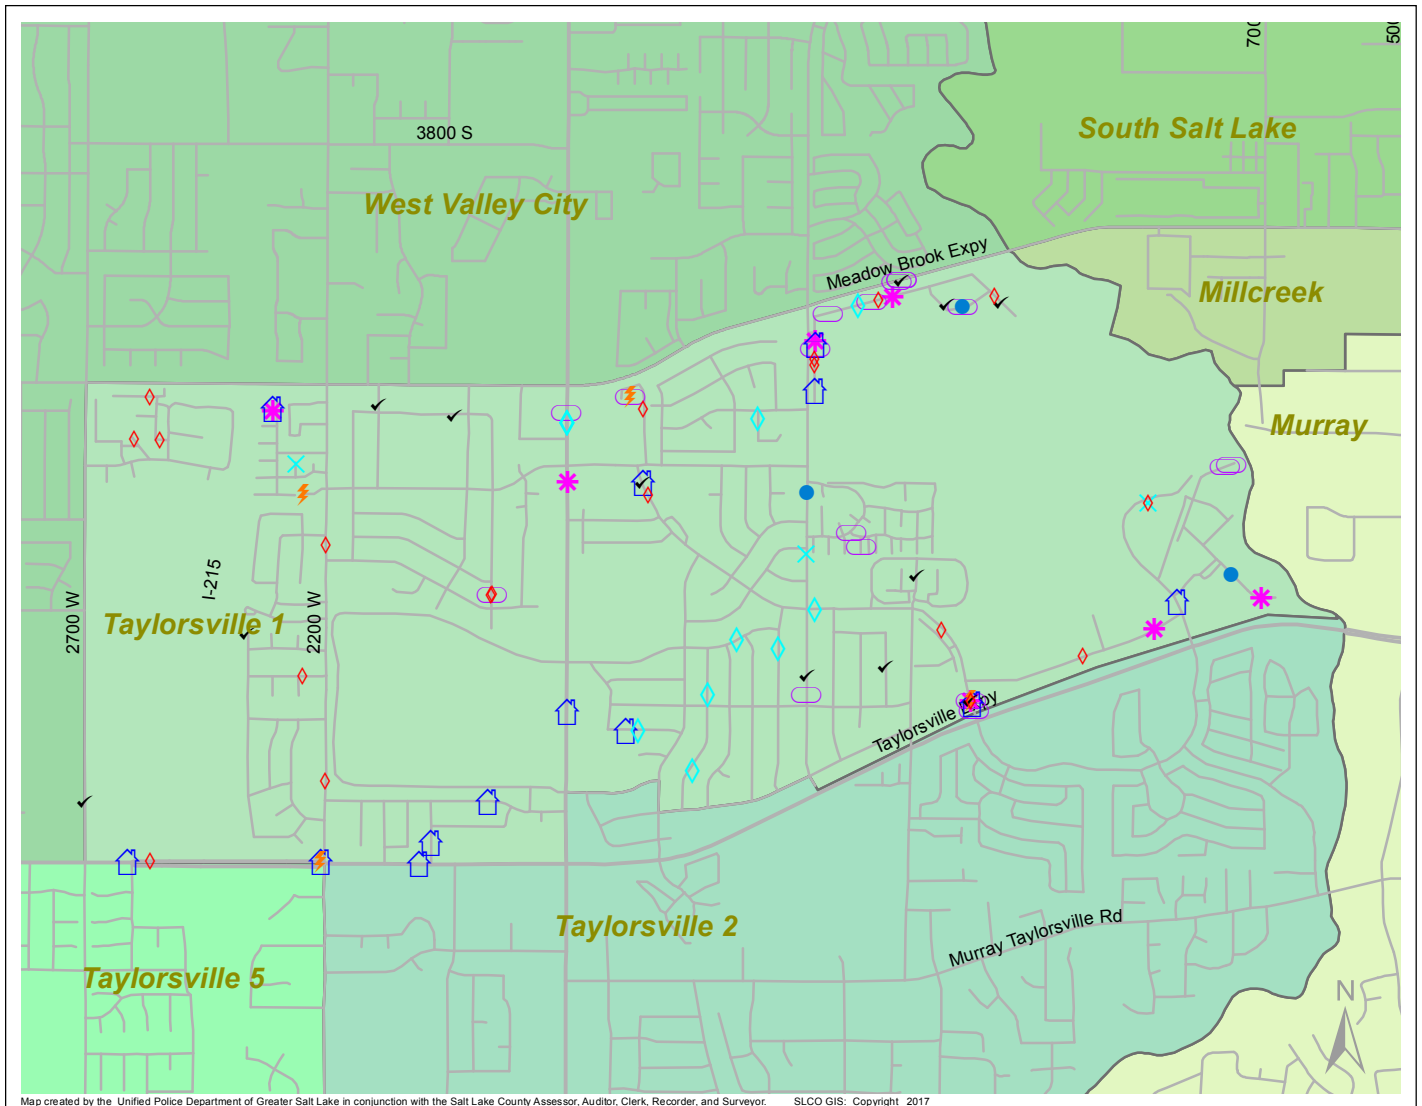 700
500
3800 S
South Salt Lake
West Valley City
Meadow Brook Expy
Millcreek
Murray
I-215
2700 W
2200 W
Taylorsville 1
Taylorsville Expy
Taylorsville 2
Murray Taylorsville Rd
Taylorsville 5
N
Map created by the Unified Police Department of Greater Salt Lake in conjunction with the Salt Lake County Assessor, Auditor, Clerk, Recorder, and Surveyor. SLCO GIS: Copyright 2017